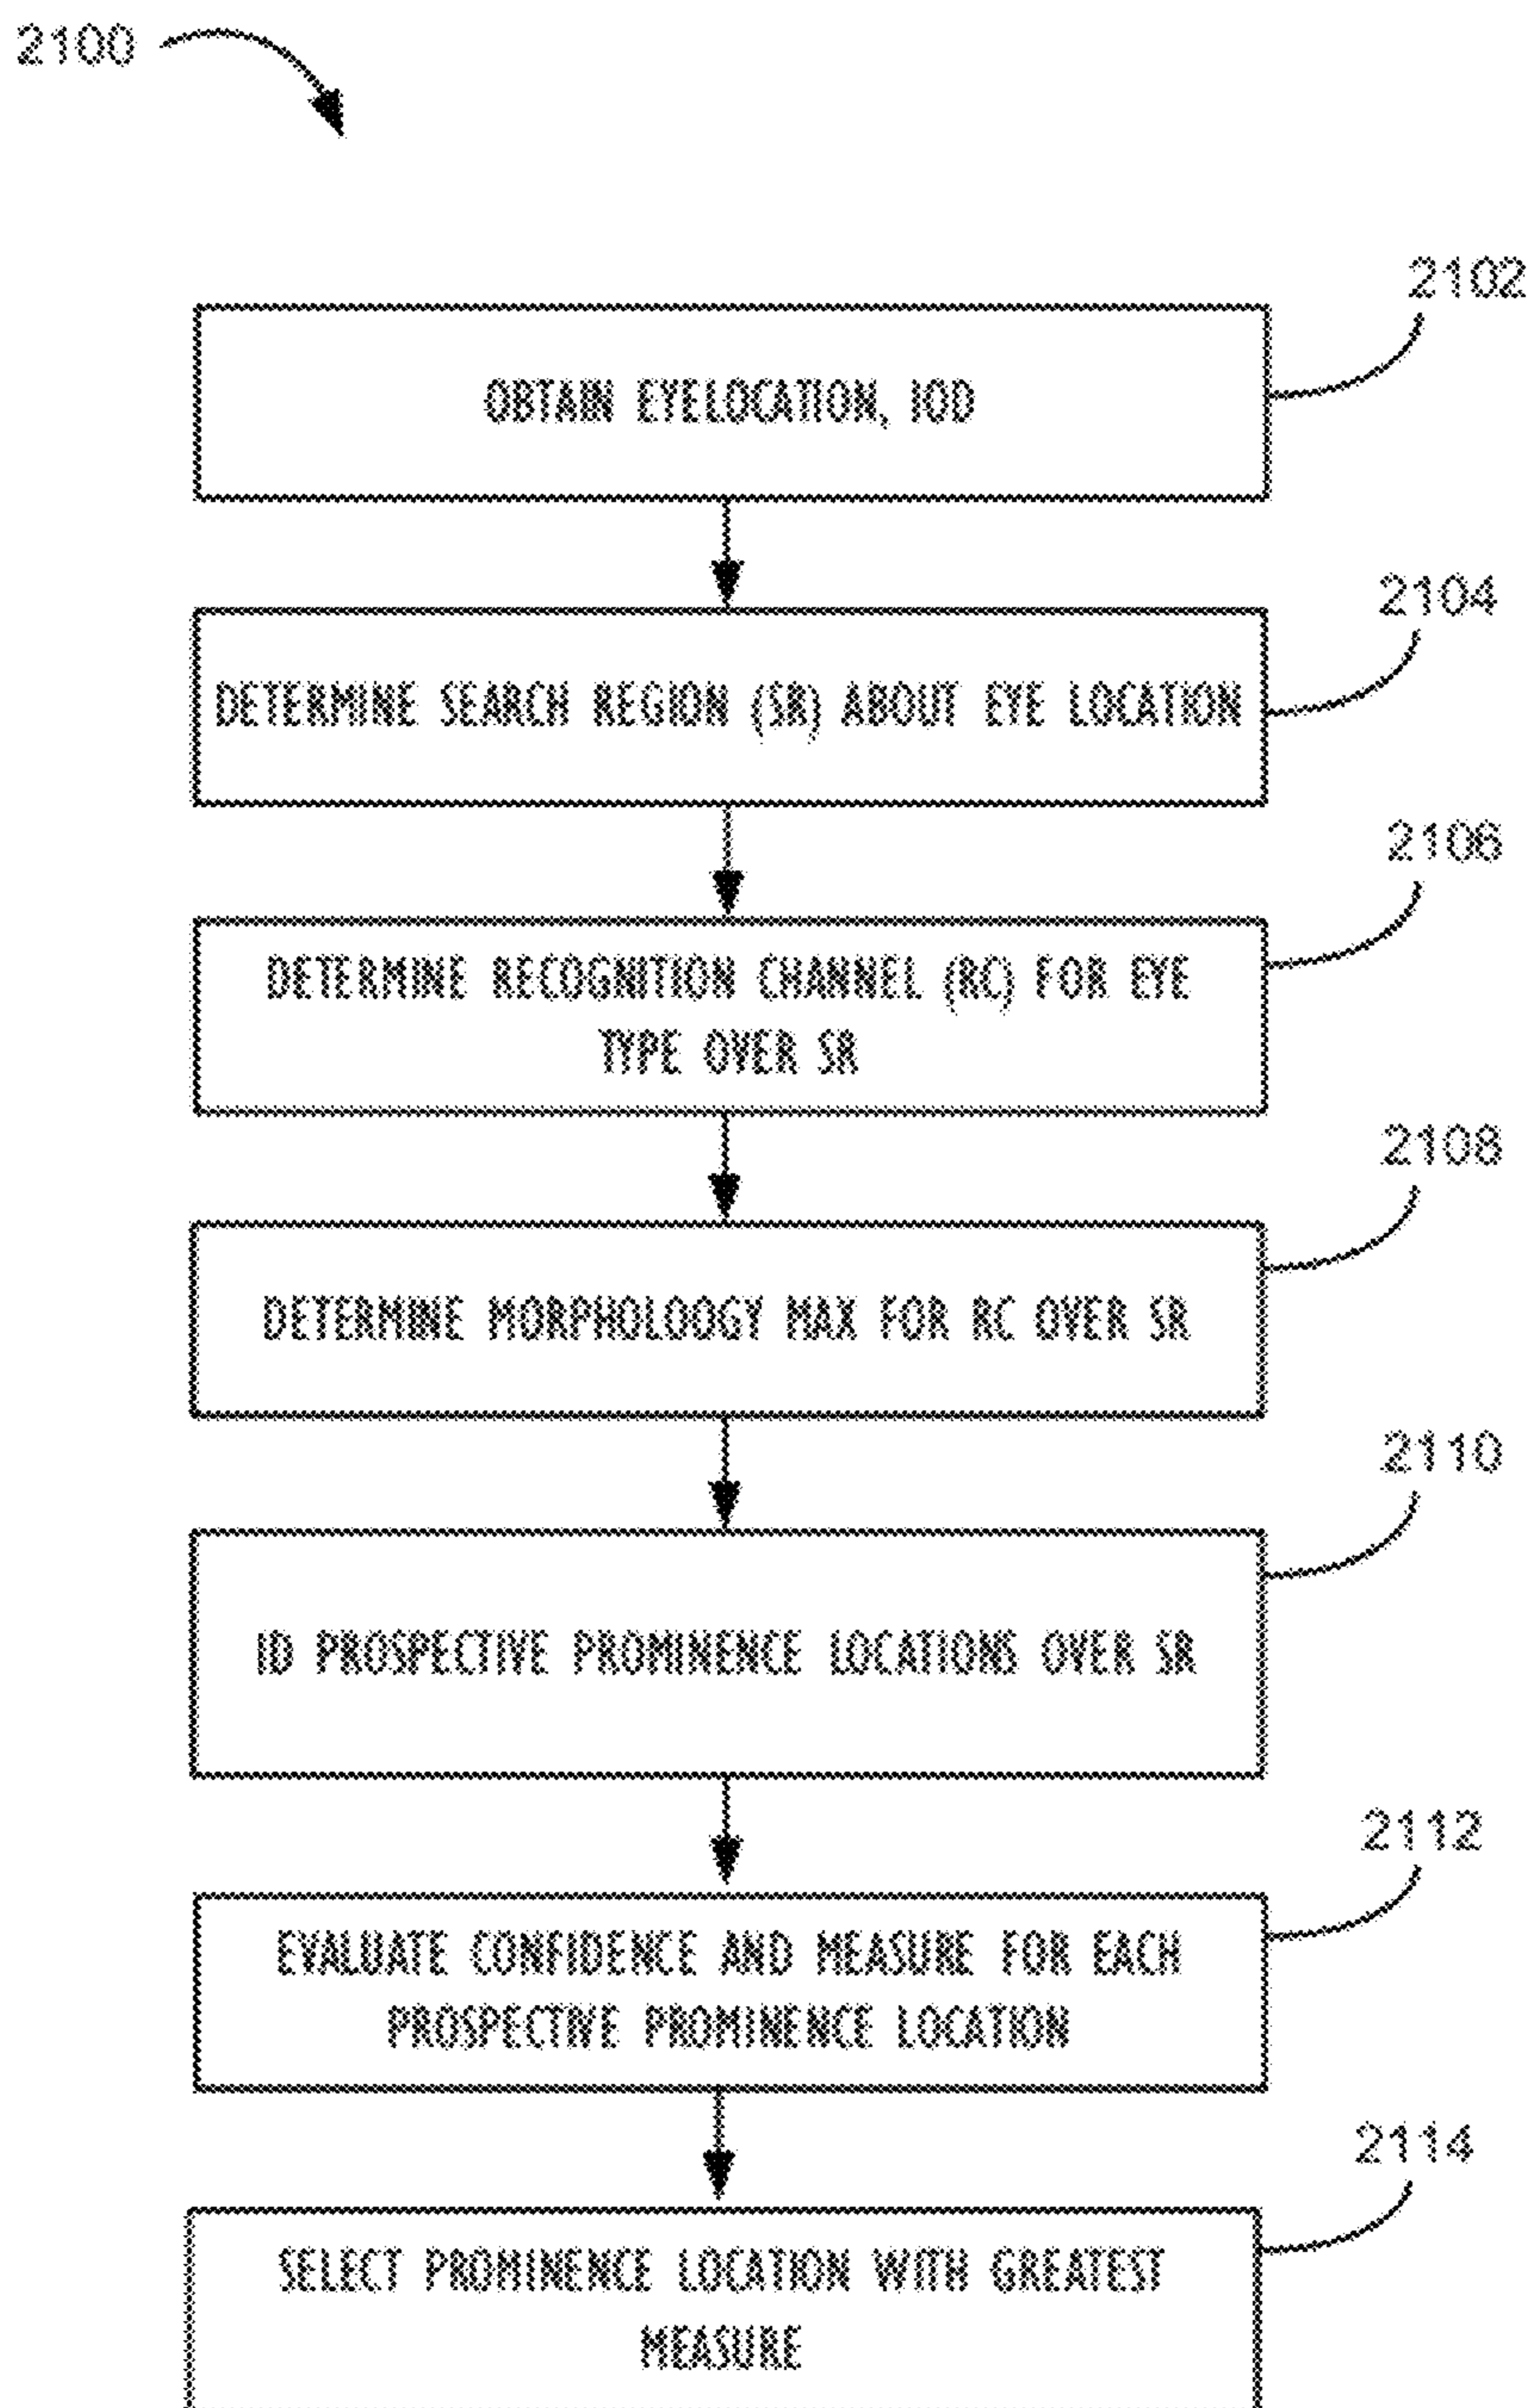 2100
2102
OBTAIN EYELOCATION, IOD
2104
DETERMINE SEARCH REGION (SR) ABOUT EYE LOCATION
2106
DETERMINE RECOGNITION CHANNEL (RC) FOR EYE
TYPE OVER SR
2108
DETERMINE MORPHOLOOGY MAX FOR RC OVER SR
2110
ID PROSPECTIVE PROMINENCE LOCATIONS OVER SR
2112
EVALUATE CONFIDENCE AND MEASURE FOR EACH
PROSPECTIVE PROMINENCE LOCATION
2114
SELECT PROMINENCE LOCATION WITH GREATEST
MEASURE